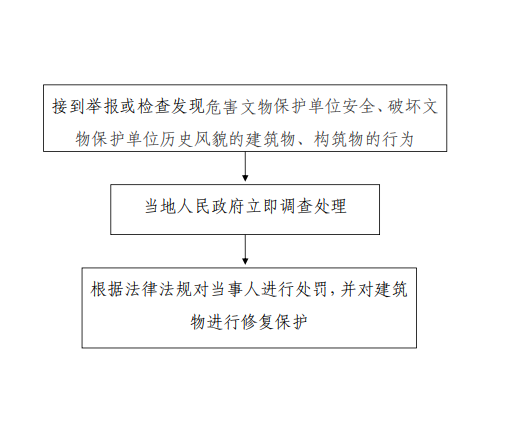 接到举报或检查发现危害文物保护单位安全、破坏文
物保护单位历史风貌的建筑物、构筑物的行为
当地人民政府立即调查处理
根据法律法规对当事人进行处罚，并对建筑
物进行修复保护